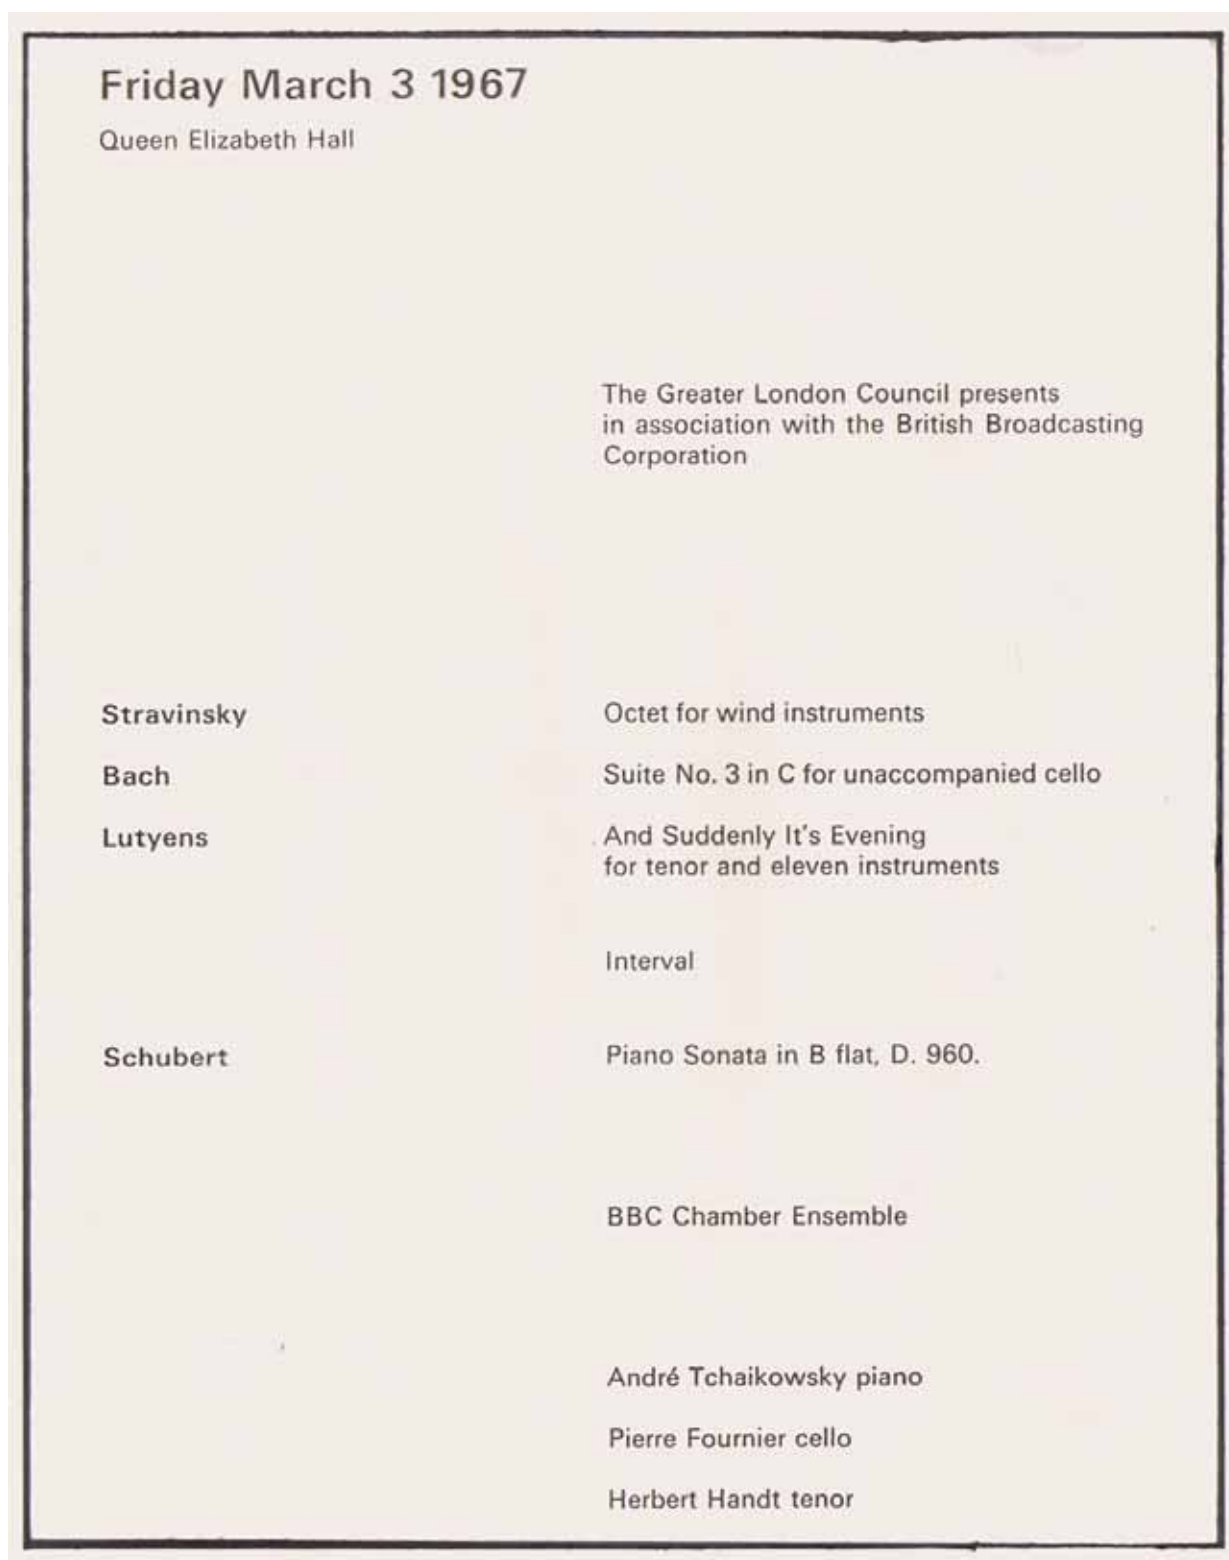 Friday March 3 1967
Queen Elizabeth Hall
The Greater London Council presents
in association with the British Broadcasting
Corporation
Stravinsky Octet for wind instruments
Bach Suite No. 3 in C for unaccompanied cello
Lutyens And Suddenly It's Evening
for tenor and eleven instruments
Interval
Schubert Piano Sonata in B flat, D. 960.
BBC Chamber Ensemble
André Tchaikowsky piano
Pierre Fournier cello
Herbert Handt tenor